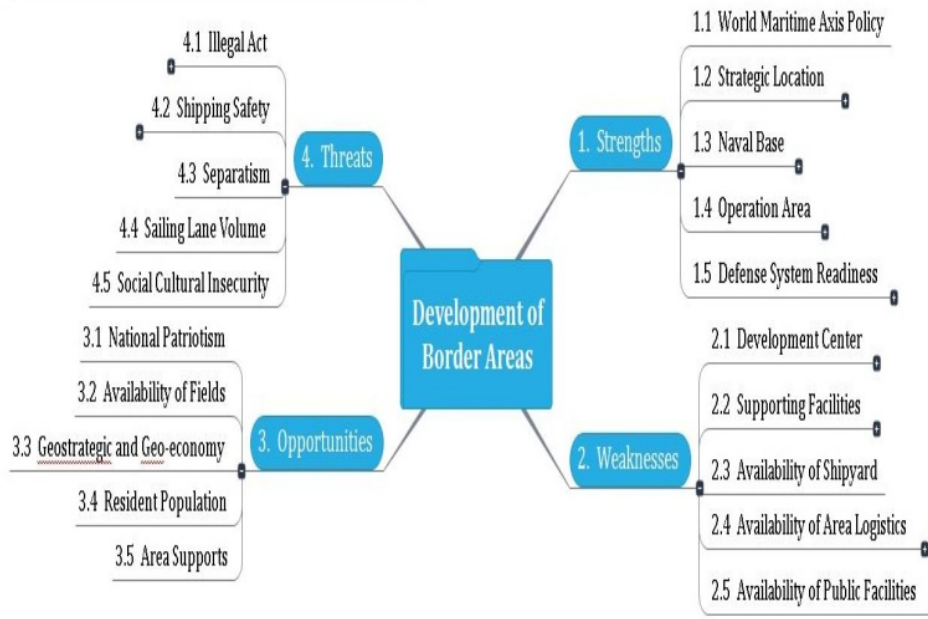 Development of
Border Areas
1. Strengths
1.1 World Maritime Axis Policy
1.2 Strategic Location
1.3 Naval Base
1.4 Operation Area
1.5 Defense System Readiness
2. Weaknesses
2.1 Development Center
2.2 Supporting Facilities
2.3 Availability of Shipyard
2.4 Availability of Area Logistics
2.5 Availability of Public Facilities
3. Opportunities
3.1 National Patriotism
3.2 Availability of Fields
3.3 Geostrategic and Geo-economy
3.4 Resident Population
3.5 Area Supports
4. Threats
4.1 Illegal Act
4.2 Shipping Safety
4.3 Separatism
4.4 Sailing Lane Volume
4.5 Social Cultural Insecurity